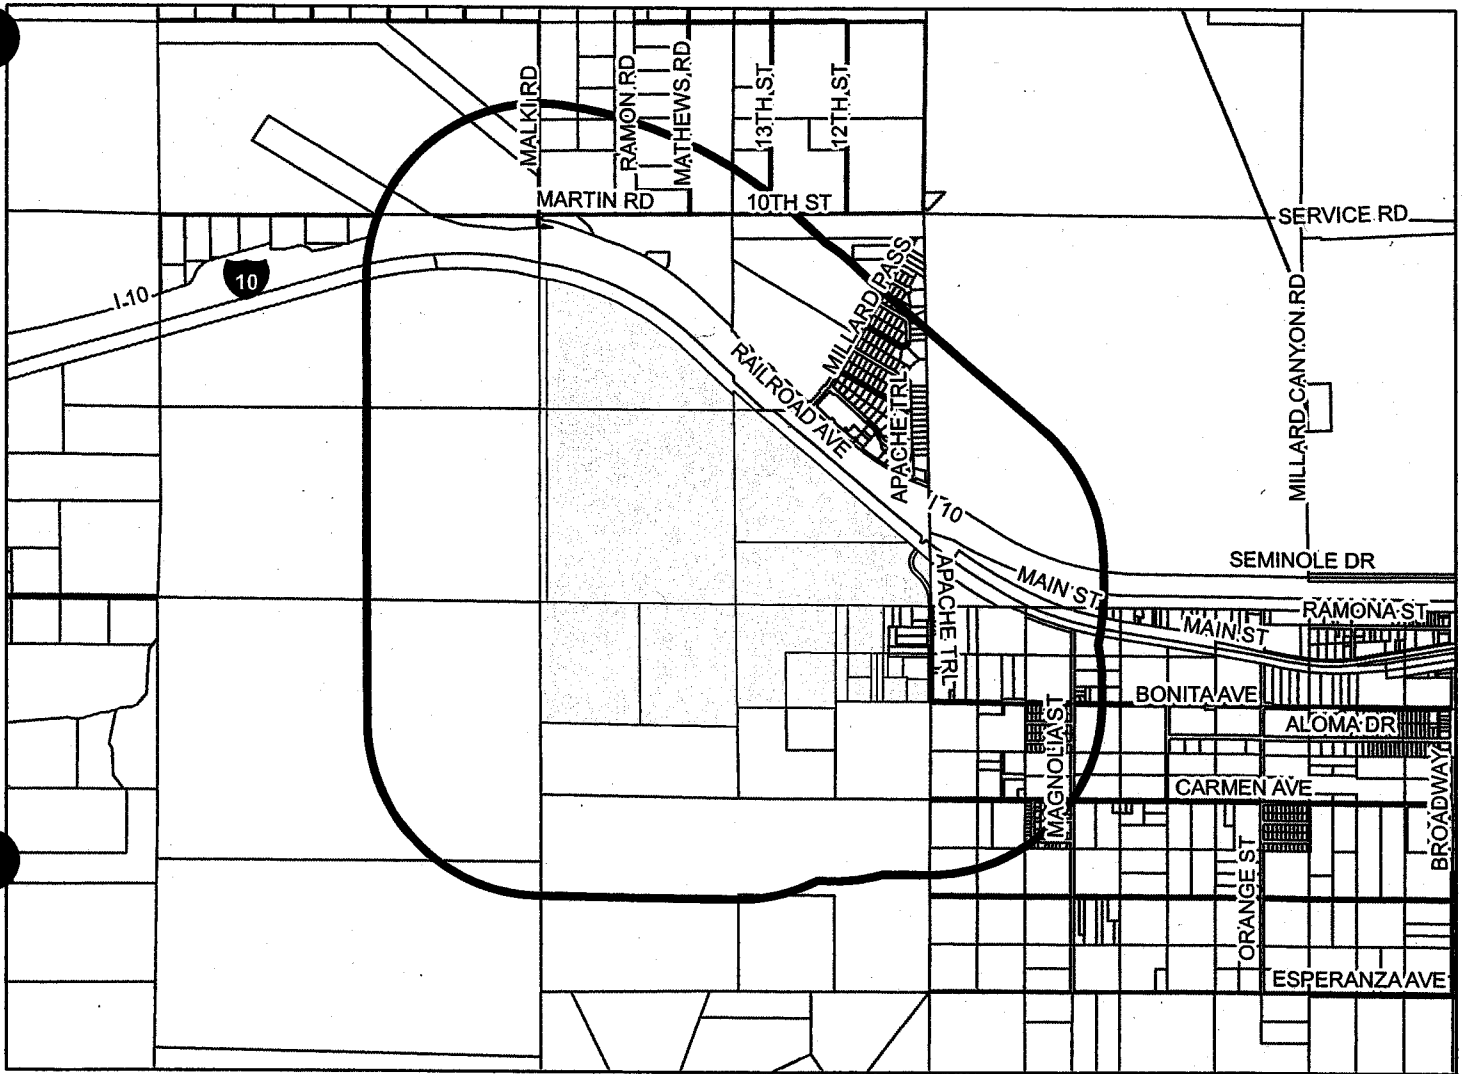 MALKI RD
RAMON RD
MATHEWS RD
13TH ST
12TH ST
MARTIN RD
10TH ST
SERVICE RD
I 10
10
MILLARD PASS
MILLARD CANYON RD
RAILROAD AVE
APACHE TRL
I 10
SEMINOLE DR
MAIN ST
APACHE TRL
RAMONA ST
MAIN ST
BONITA AVE
MAGNOLIA ST
ALOMA DR
CARMEN AVE
BROADWAY
ORANGE ST
ESPERANZA AVE